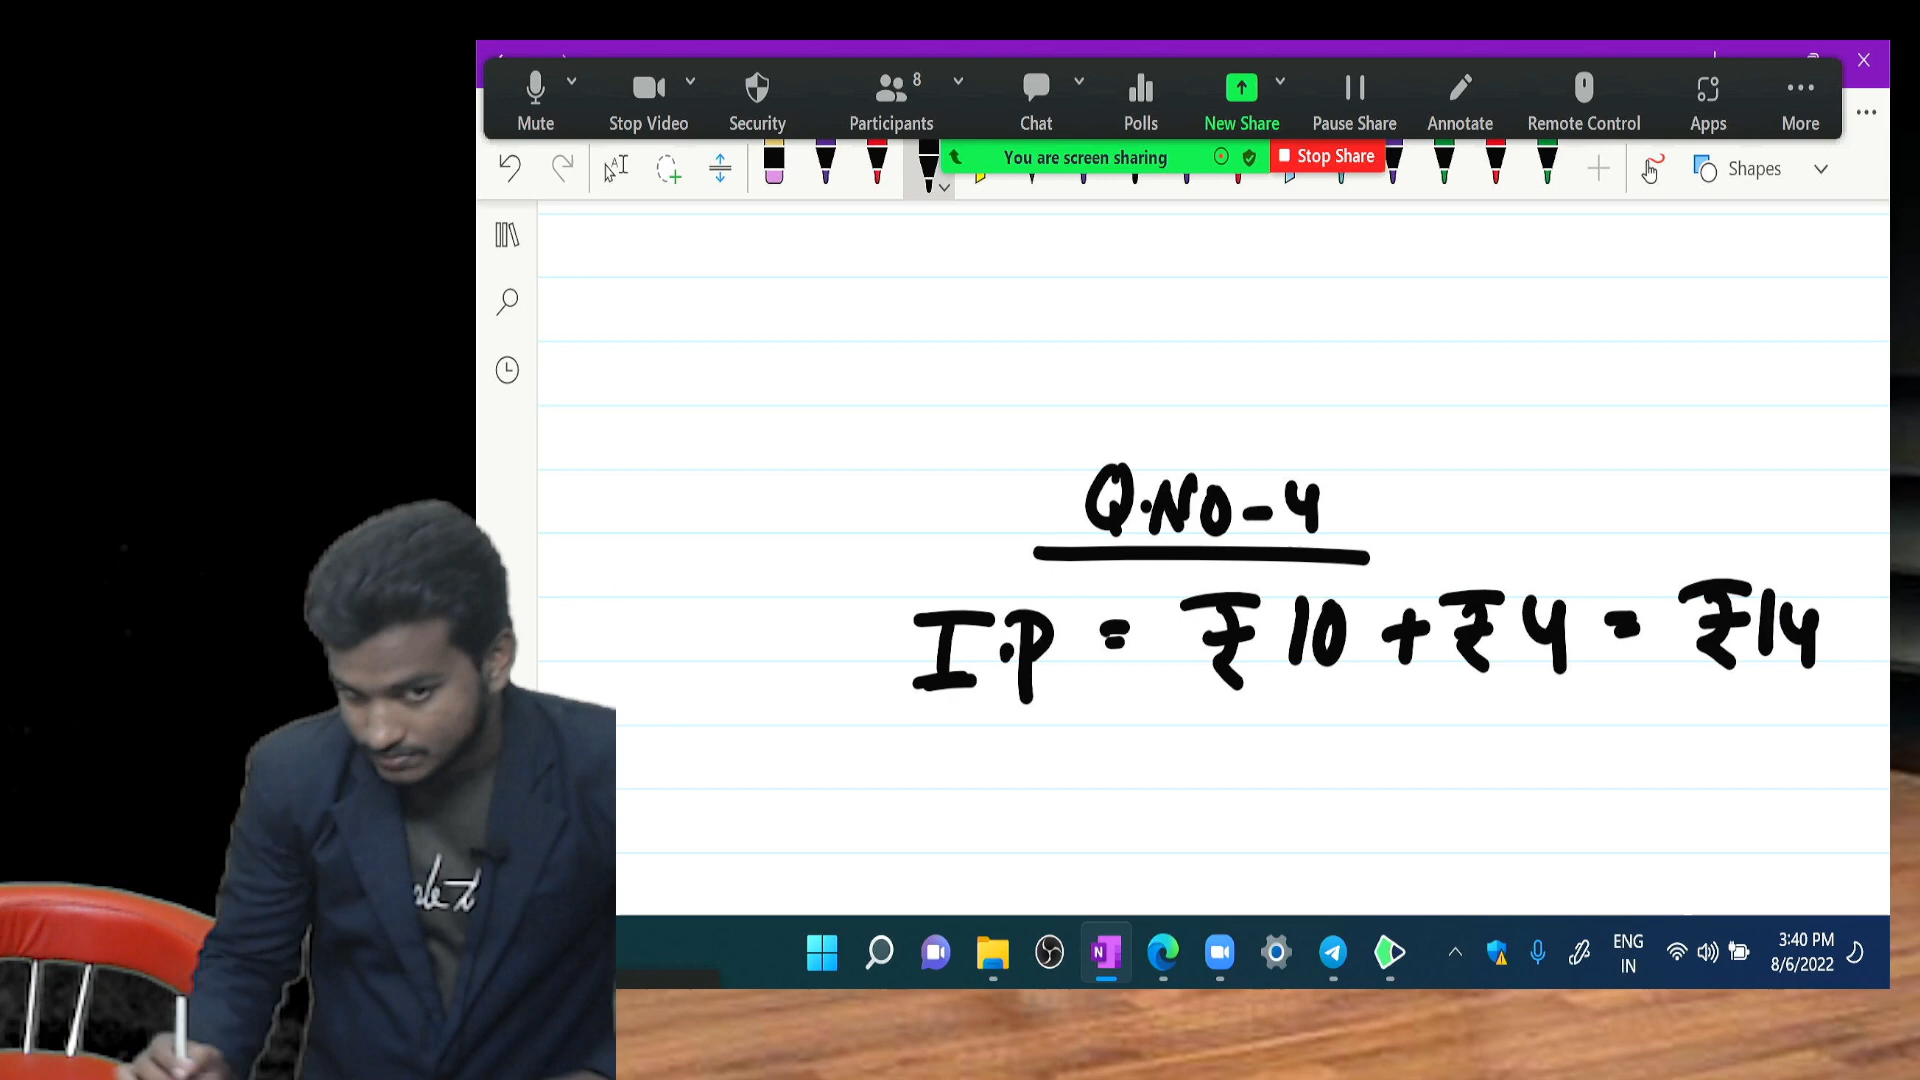 Mute
Stop Video
Security
Participants
8
Chat
Polls
New Share
Pause Share
Annotate
Remote Control
Apps
More
You are screen sharing
Stop Share
Shapes
Q.No-4
I.P = ₹ 10 + ₹ 4 = ₹14
ENG
IN
3:40 PM
8/6/2022